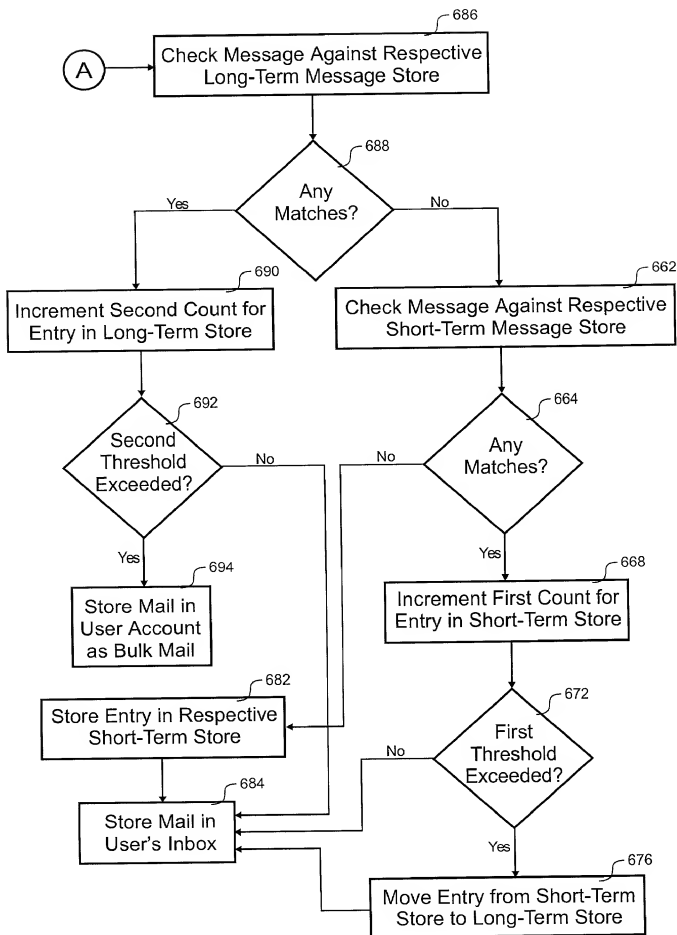 686
A
Check Message Against Respective
Long-Term Message Store
688
Any
Matches?
Yes
No
690
Increment Second Count for
Entry in Long-Term Store
662
Check Message Against Respective
Short-Term Message Store
692
Second
Threshold
Exceeded?
No
Yes
664
Any
Matches?
No
Yes
694
Store Mail in
User Account
as Bulk Mail
668
Increment First Count for
Entry in Short-Term Store
682
Store Entry in Respective
Short-Term Store
672
First
Threshold
Exceeded?
No
Yes
684
Store Mail in
User's Inbox
676
Move Entry from Short-Term
Store to Long-Term Store